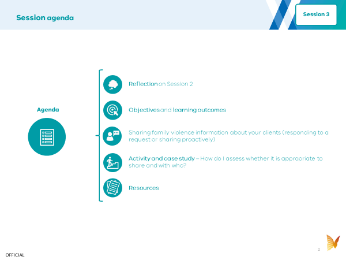 Session agenda
Session 3
Agenda
Reflection on Session 2
Objectives and learning outcomes
Sharing family violence information about your clients (responding to a
request or sharing proactively)
Activity and case study – How do I assess whether it is appropriate to
share and with who?
Resources
OFFICIAL